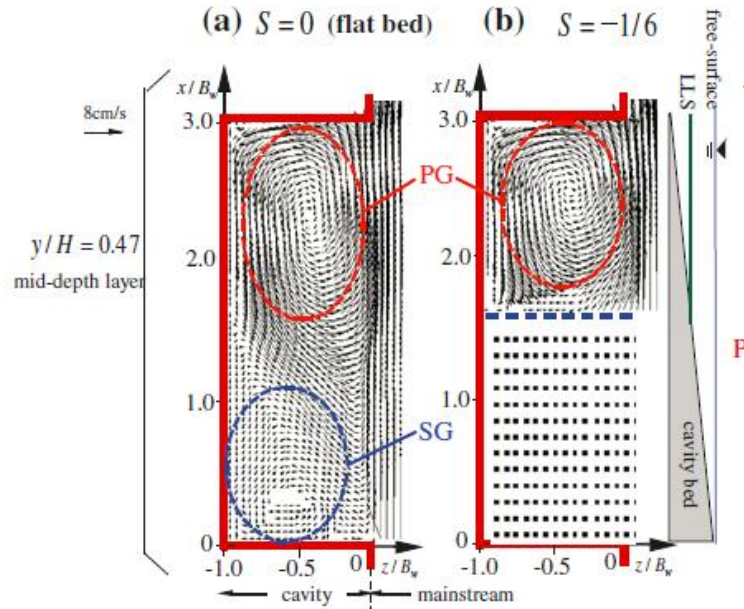 (a) S = 0 (flat bed)
(b) S = −1/6
x/B_w
x/B_w
free-surface
LLS
8cm/s
3.0
3.0
PG
y/H = 0.47
mid-depth layer
2.0
2.0
P
1.0
1.0
SG
cavity bed
0
0
-1.0
-0.5
0
z/B_w
-1.0
-0.5
0
z/B_w
cavity
mainstream